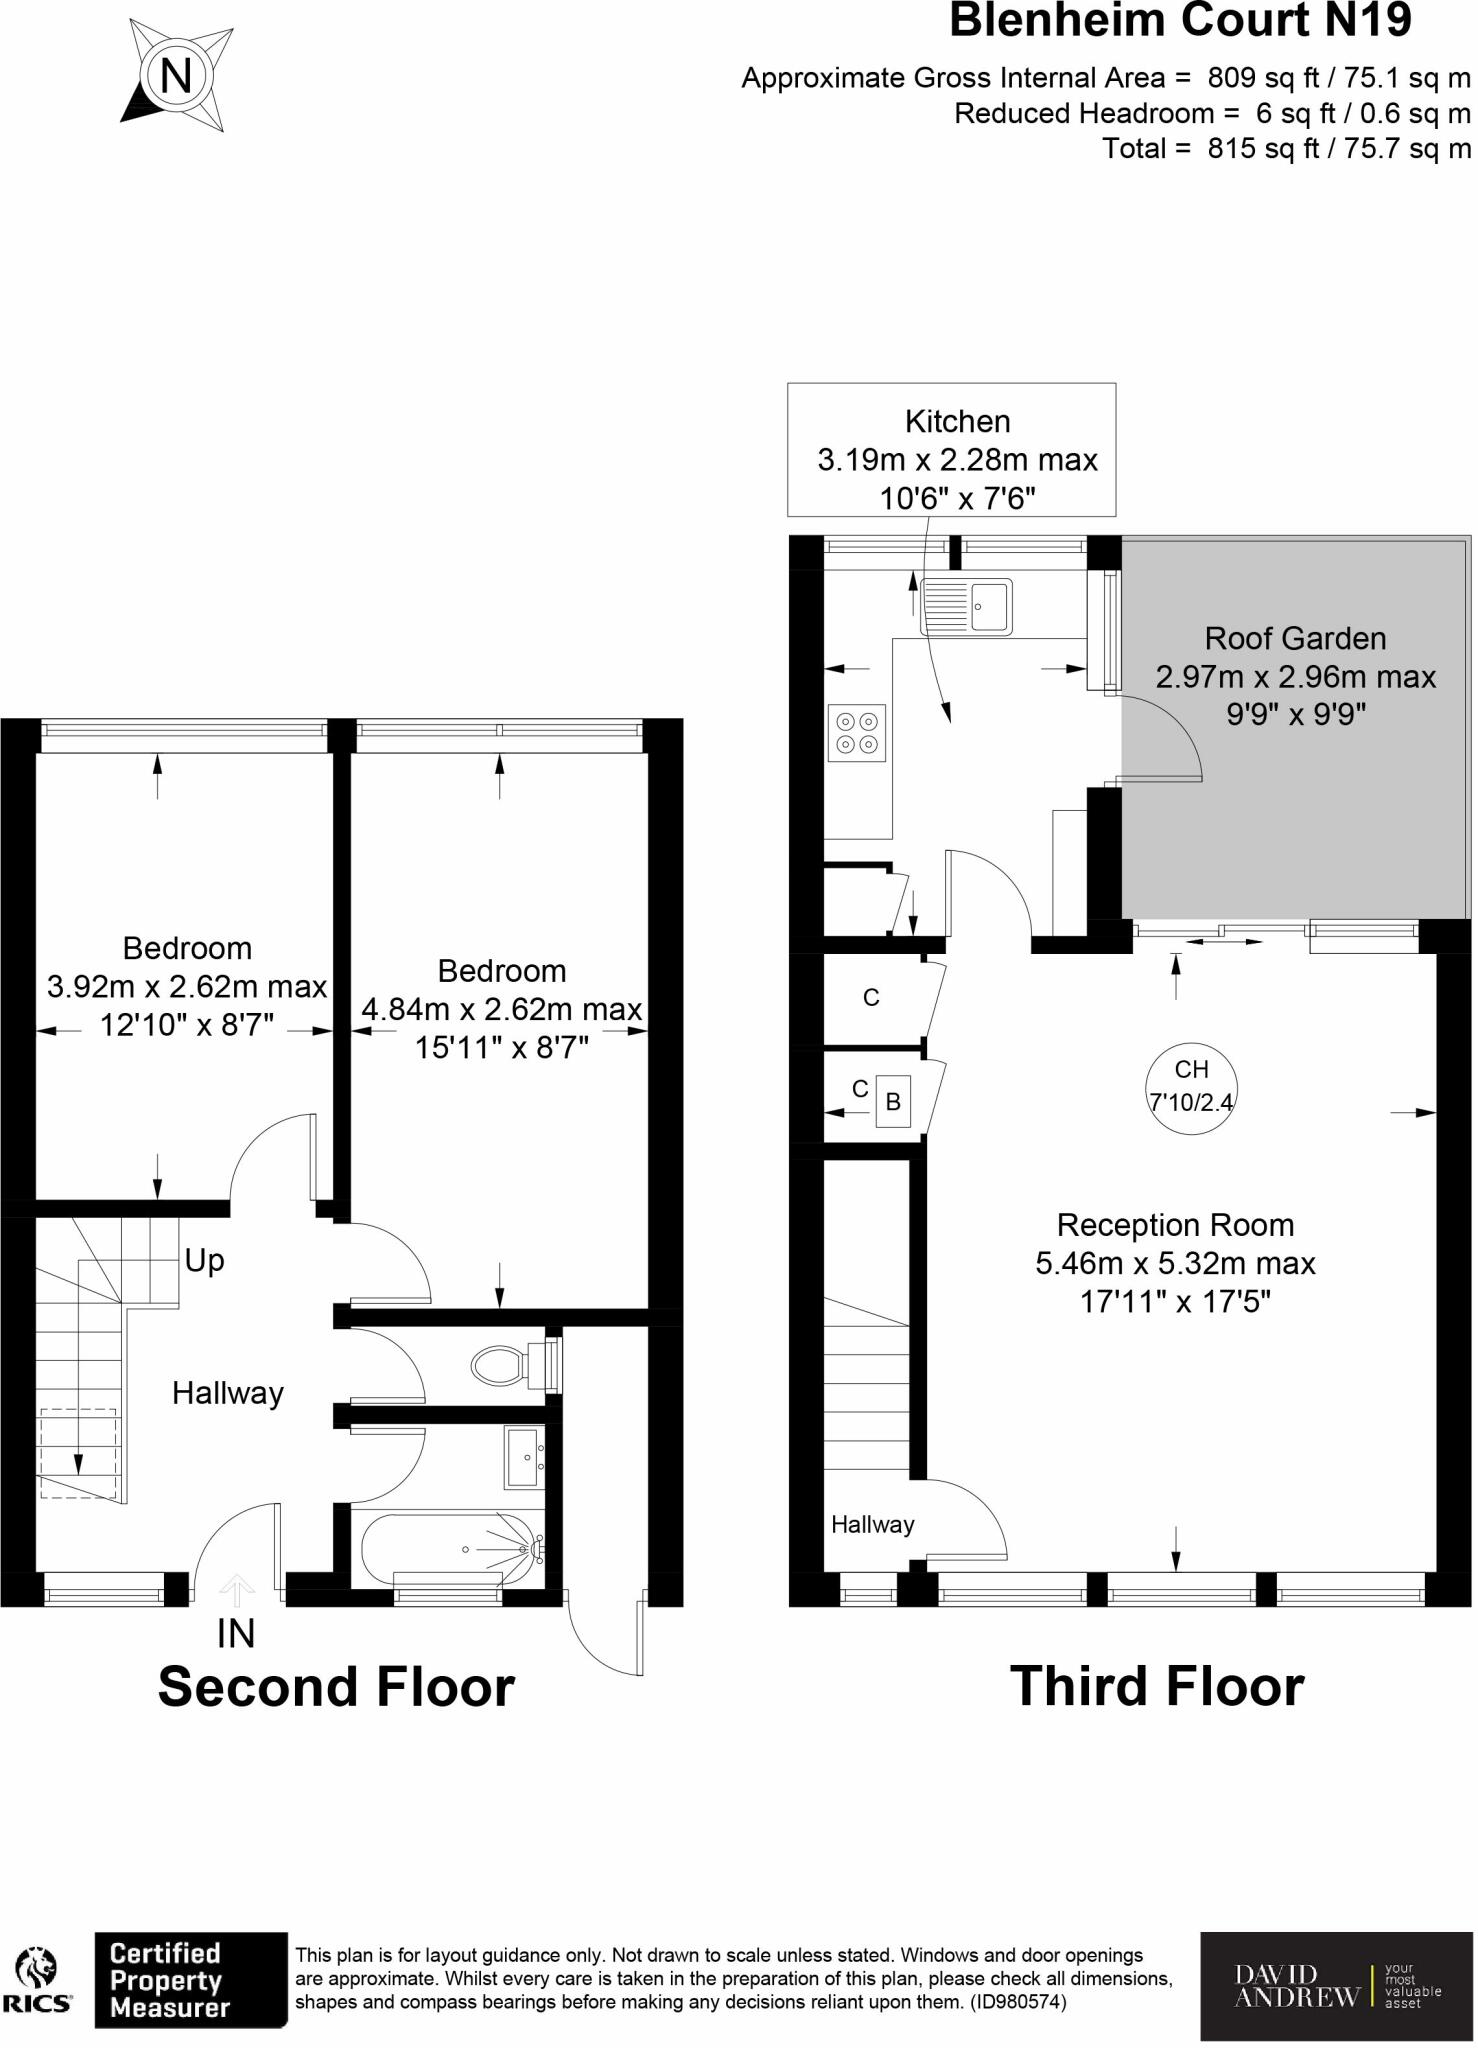 Blenheim Court N19
Approximate Gross Internal Area = 809 sq ft / 75.1 sq m
Reduced Headroom = 6 sq ft / 0.6 sq m
Total = 815 sq ft / 75.7 sq m
N
Kitchen
3.19m x 2.28m max
10'6" x 7'6"
Roof Garden
2.97m x 2.96m max
9'9" x 9'9"
Bedroom
3.92m x 2.62m max
12'10" x 8'7"
Bedroom
4.84m x 2.62m max
15'11" x 8'7"
C
C
B
CH
7'10/2.4
Reception Room
5.46m x 5.32m max
17'11" x 17'5"
Up
Hallway
Hallway
IN
Second Floor
Third Floor
RICS
Certified
Property
Measurer
This plan is for layout guidance only. Not drawn to scale unless stated. Windows and door openings
are approximate. Whilst every care is taken in the preparation of this plan, please check all dimensions,
shapes and compass bearings before making any decisions reliant upon them. (ID980574)
DAVID
ANDREW
your
most
valuable
asset